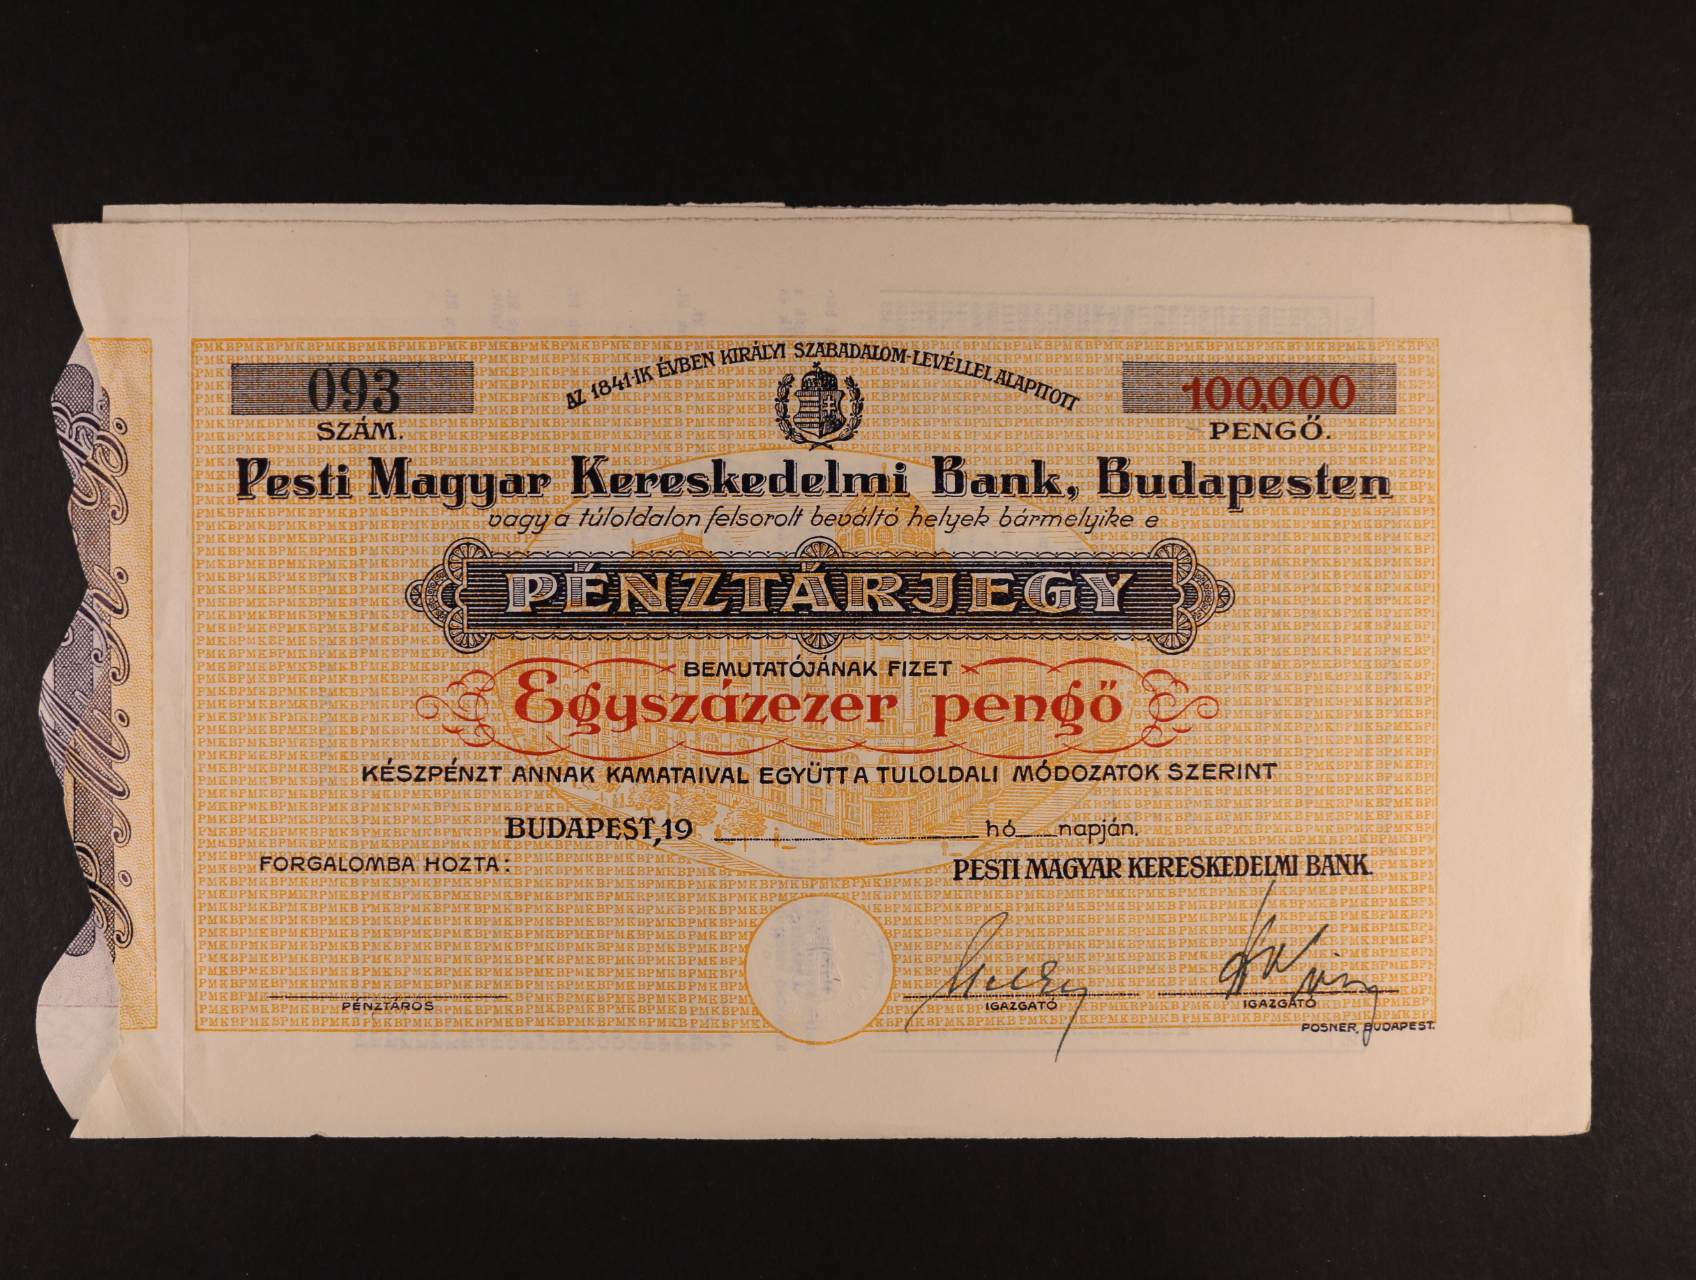 AZ 1841-IK ÉVBEN KIRÁLYI SZABADALOM-LEVÉLLEL ALAPITOTT
093
SZÁM.
100,000
PENGŐ.
Pesti Magyar Kereskedelmi Bank, Budapesten
vagy a túloldalon felsorolt beváltó helyek bármelyike e
PÉNZTÁRJEGY
BEMUTATÓJÁNAK FIZET
Egyszázezer pengő
KÉSZPÉNZT ANNAK KAMATAIVAL EGYÜTT A TULOLDALI MÓDOZATOK SZERINT
BUDAPEST, 19 hó napján.
FORGALOMBA HOZTA:
PESTI MAGYAR KERESKEDELMI BANK.
PÉNZTÁROS
IGAZGATÓ
IGAZGATÓ
POSNER, BUDAPEST.
P. M. K. B.